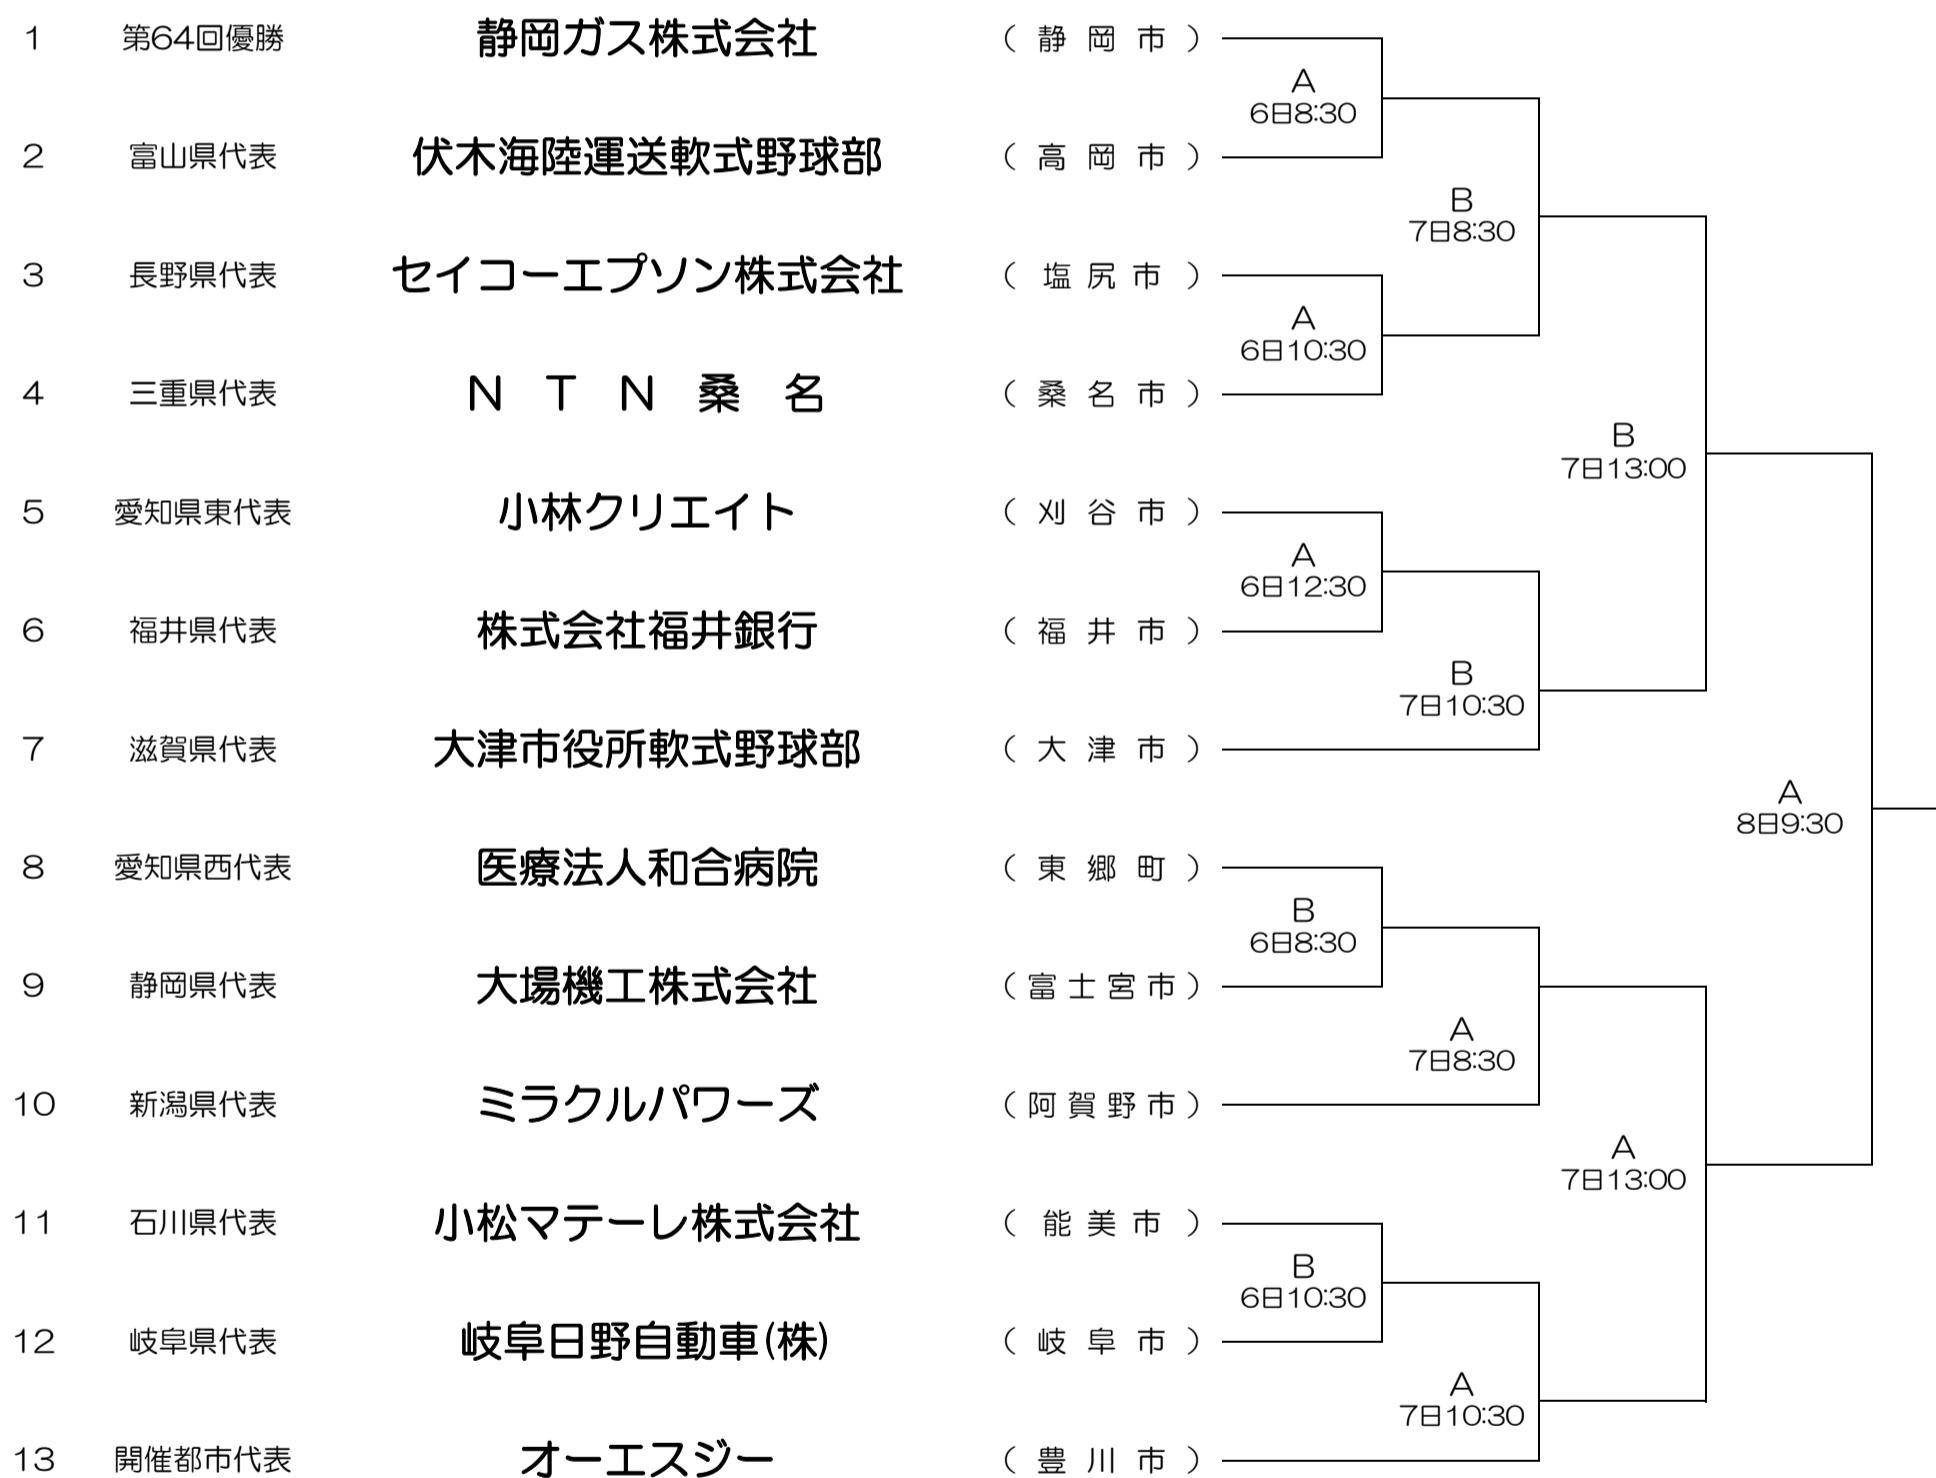 1 第64回優勝 静岡ガス株式会社 (静岡市)
A
6日8:30
2 富山県代表 伏木海陸運送軟式野球部 (高岡市)
B
7日8:30
3 長野県代表 セイコーエプソン株式会社 (塩尻市)
A
6日10:30
4 三重県代表 NTN桑名 (桑名市)
B
7日13:00
5 愛知県東代表 小林クリエイト (刈谷市)
A
6日12:30
6 福井県代表 株式会社福井銀行 (福井市)
B
7日10:30
7 滋賀県代表 大津市役所軟式野球部 (大津市)
A
8日9:30
8 愛知県西代表 医療法人和合病院 (東郷町)
B
6日8:30
9 静岡県代表 大場機工株式会社 (富士宮市)
A
7日8:30
10 新潟県代表 ミラクルパワーズ (阿賀野市)
A
7日13:00
11 石川県代表 小松マテーレ株式会社 (能美市)
B
6日10:30
12 岐阜県代表 岐阜日野自動車(株) (岐阜市)
A
7日10:30
13 開催都市代表 オーエスジー (豊川市)